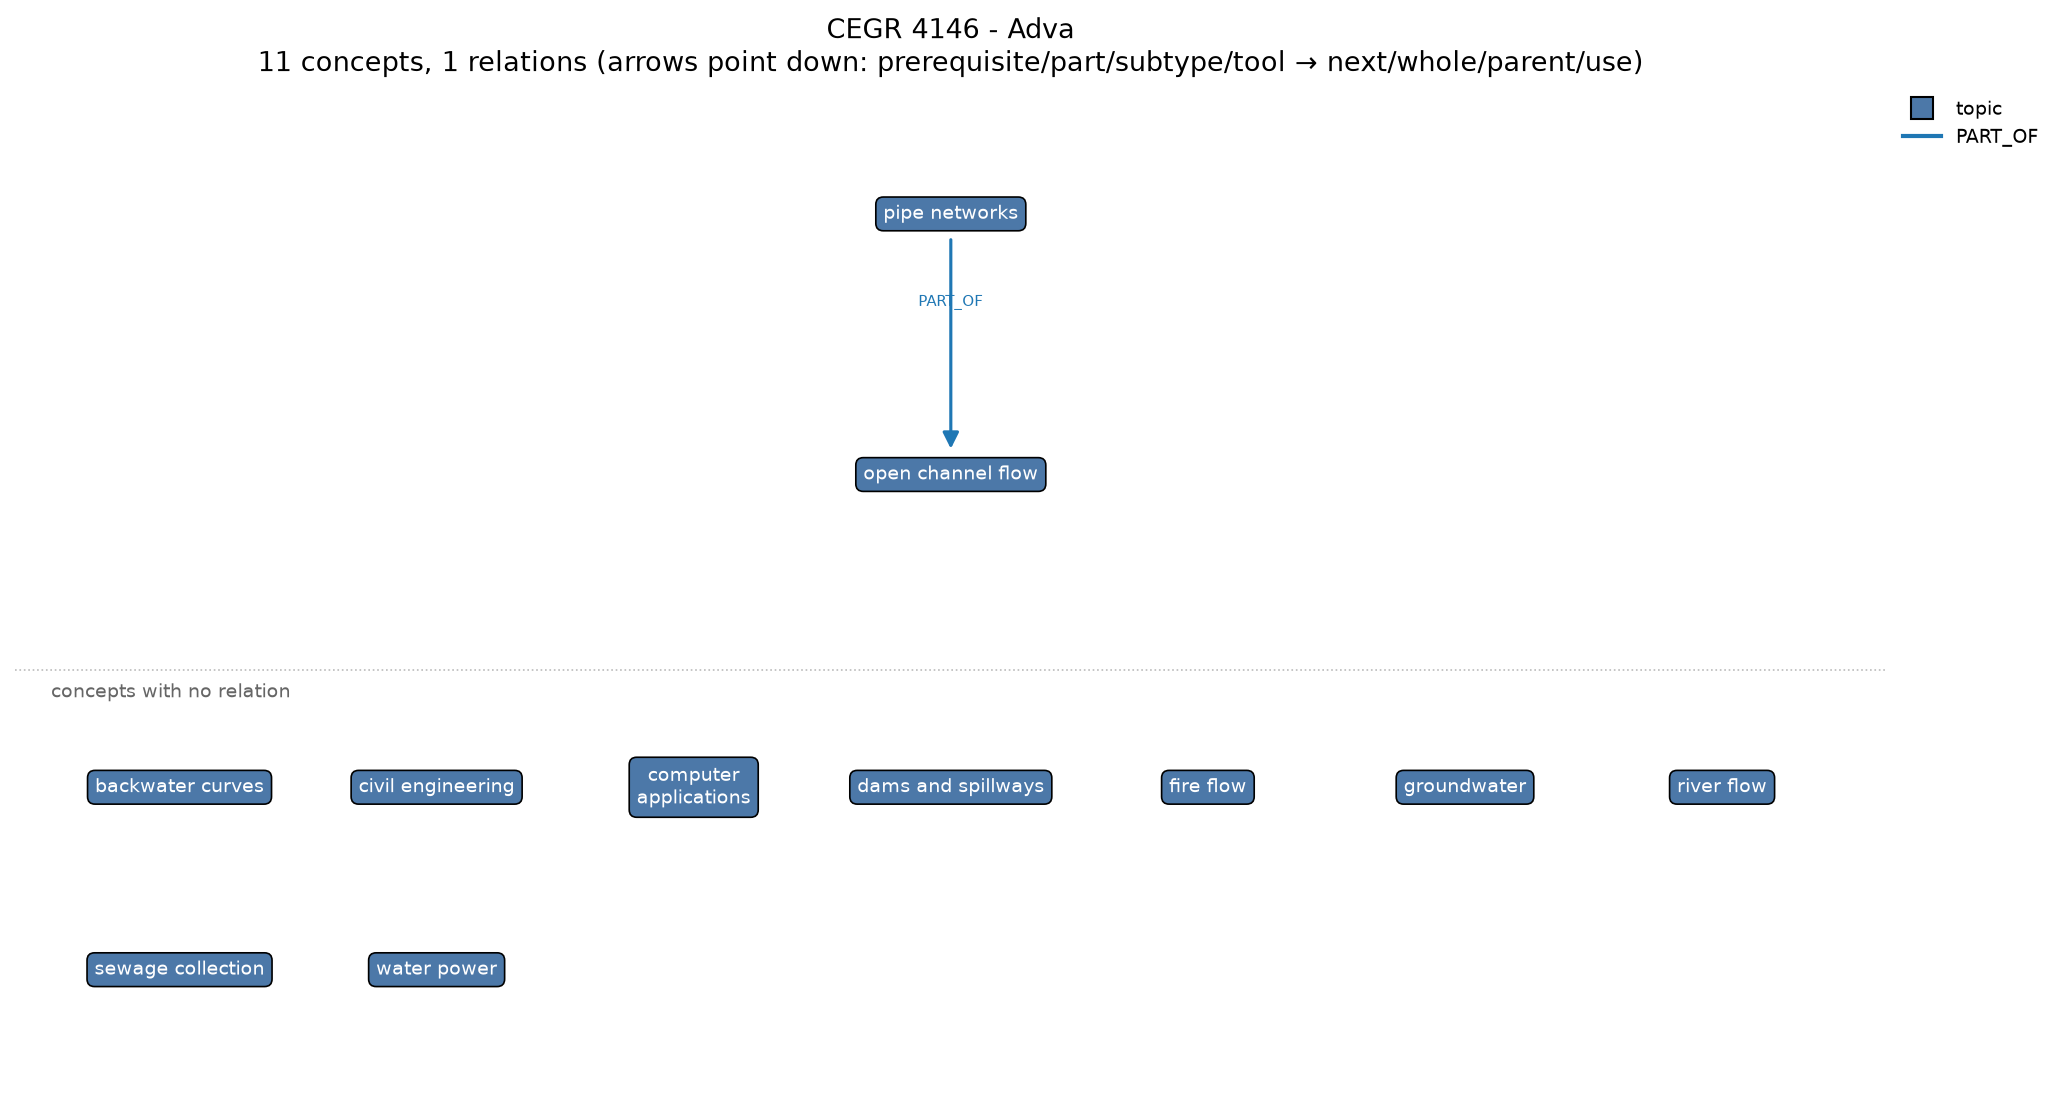 CEGR 4146 - Adva
11 concepts, 1 relations (arrows point down: prerequisite/part/subtype/tool → next/whole/parent/use)
topic
PART_OF
pipe networks
PART_OF
open channel flow
concepts with no relation
backwater curves
civil engineering
computer
applications
dams and spillways
fire flow
groundwater
river flow
sewage collection
water power